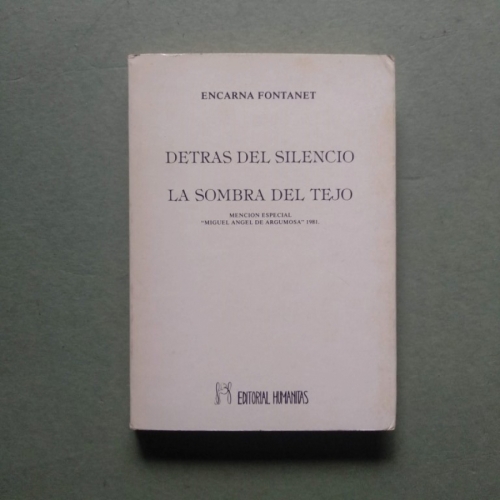 ENCARNA FONTANET
DETRAS DEL SILENCIO
LA SOMBRA DEL TEJO
MENCION ESPECIAL
"MIGUEL ANGEL DE ARGUMOSA" 1981.
EDITORIAL HUMANITAS